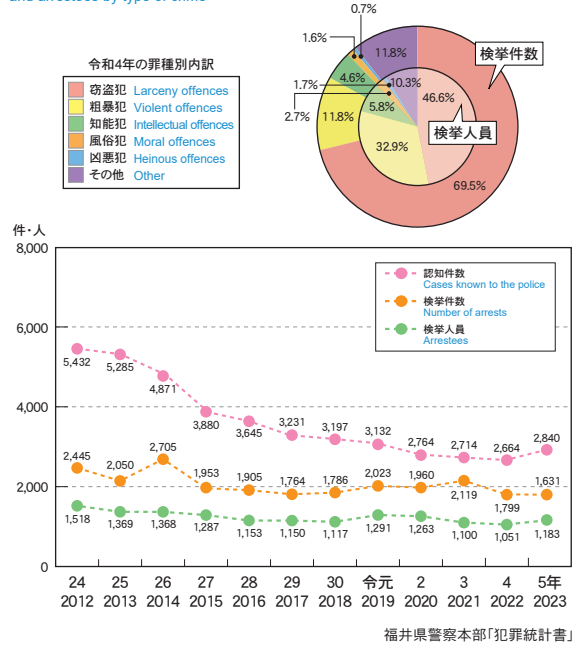 and arrestees by type of crime
令和4年の罪種別内訳
窃盗犯 Larceny offences
粗暴犯 Violent offences
知能犯 Intellectual offences
風俗犯 Moral offences
凶悪犯 Heinous offences
その他 Other
0.7%
1.6%
11.8%
検挙件数
4.6%
1.7%
10.3%
46.6%
5.8%
2.7%
11.8%
検挙人員
32.9%
69.5%
件・人
8,000
6,000
4,000
2,000
0
認知件数
Cases known to the police
検挙件数
Number of arrests
検挙人員
Arrestees
5,432 5,285 4,871 3,880 3,645 3,231 3,197 3,132 2,764 2,714 2,664 2,840
2,445 2,050 2,705 1,953 1,905 1,764 1,786 2,023 1,960 2,119 1,799 1,631
1,518 1,369 1,368 1,287 1,153 1,150 1,117 1,291 1,263 1,100 1,051 1,183
24 25 26 27 28 29 30 令元 2 3 4 5年
2012 2013 2014 2015 2016 2017 2018 2019 2020 2021 2022 2023
福井県警察本部「犯罪統計書」